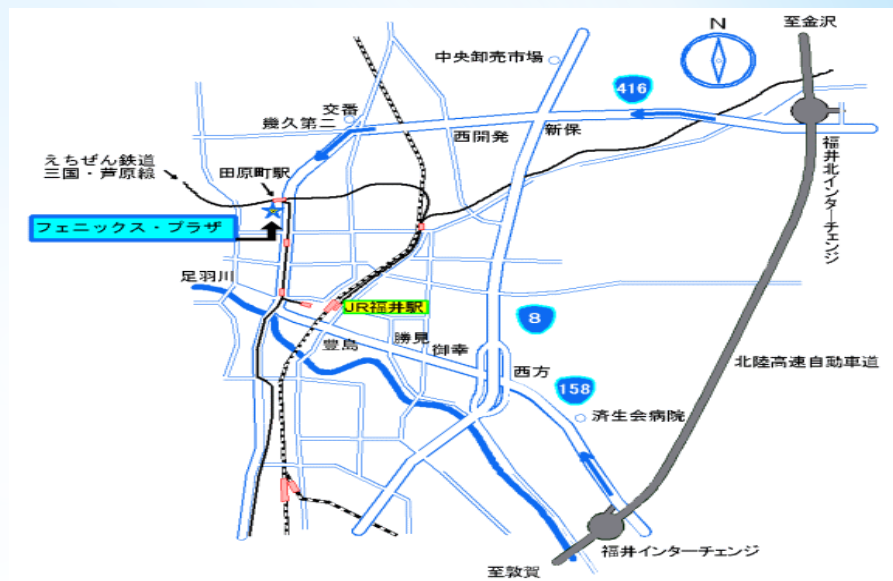 至金沢
N
中央卸売市場
416
交番
幾久第二
西開発
新保
えちぜん鉄道
三国・芦原線
田原町駅
福井北インターチェンジ
フェニックス・プラザ
足羽川
JR福井駅
8
豊島
勝見
御幸
西方
北陸高速自動車道
158
済生会病院
福井インターチェンジ
至敦賀